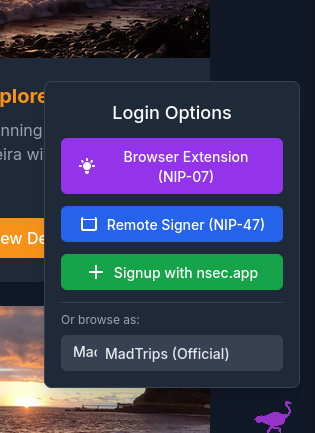 plore
Login Options
nning
eira wi
Browser Extension
(NIP-07)
Remote Signer (NIP-47)
ew De
Signup with nsec.app
Or browse as:
Mac MadTrips (Official)